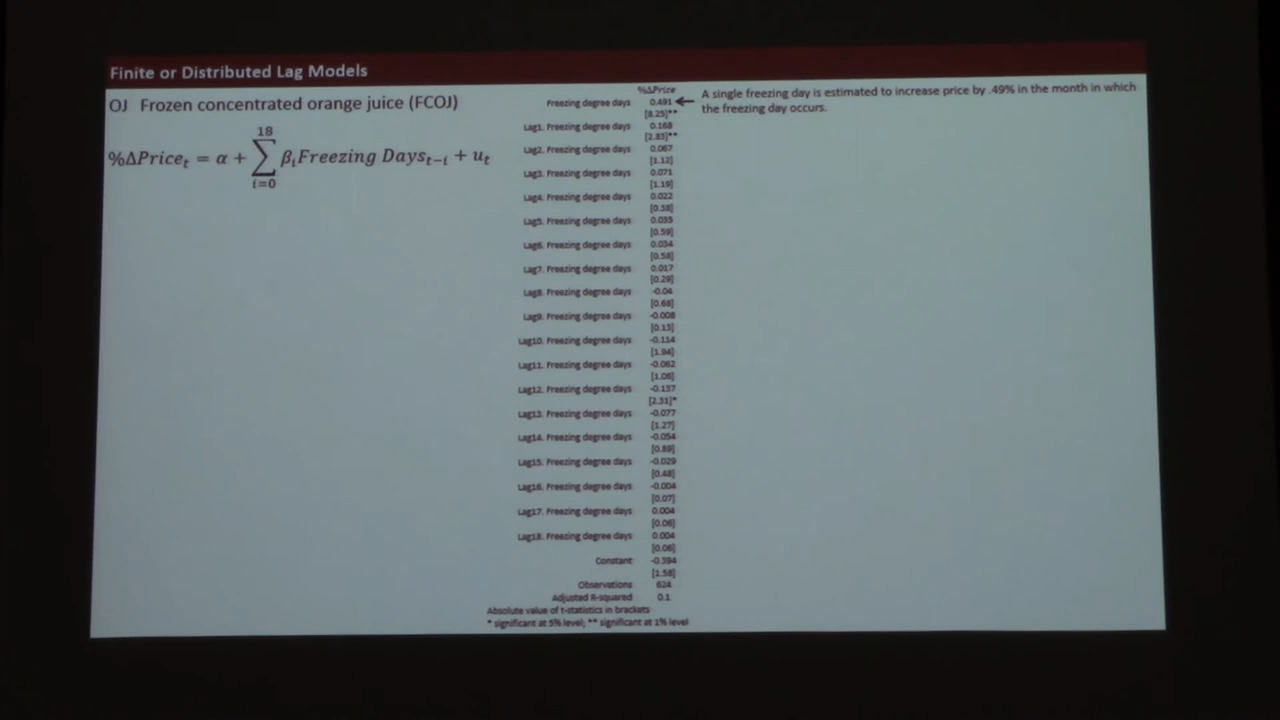 Finite or Distributed Lag Models
OJ Frozen concentrated orange juice (FCOJ)
%ΔPrice_t = α + ∑_{i=0}^{18} β_i Freezing Days_{t−i} + u_t
%ΔPrice
Freezing degree days 0.491
[8.25]**
Lag1. Freezing degree days 0.168
[2.83]**
Lag2. Freezing degree days 0.067
[1.12]
Lag3. Freezing degree days 0.071
[1.19]
Lag4. Freezing degree days 0.022
[0.38]
Lag5. Freezing degree days 0.035
[0.59]
Lag6. Freezing degree days 0.034
[0.58]
Lag7. Freezing degree days 0.017
[0.29]
Lag8. Freezing degree days -0.04
[0.68]
Lag9. Freezing degree days -0.008
[0.13]
Lag10. Freezing degree days -0.114
[1.94]
Lag11. Freezing degree days -0.062
[1.06]
Lag12. Freezing degree days -0.137
[2.31]*
Lag13. Freezing degree days -0.077
[1.27]
Lag14. Freezing degree days -0.054
[0.89]
Lag15. Freezing degree days -0.029
[0.48]
Lag16. Freezing degree days -0.004
[0.07]
Lag17. Freezing degree days 0.004
[0.06]
Lag18. Freezing degree days 0.004
[0.06]
Constant -0.394
[1.58]
Observations 624
Adjusted R-squared 0.1
Absolute value of t-statistics in brackets
* significant at 5% level; ** significant at 1% level
A single freezing day is estimated to increase price by .49% in the month in which
the freezing day occurs.